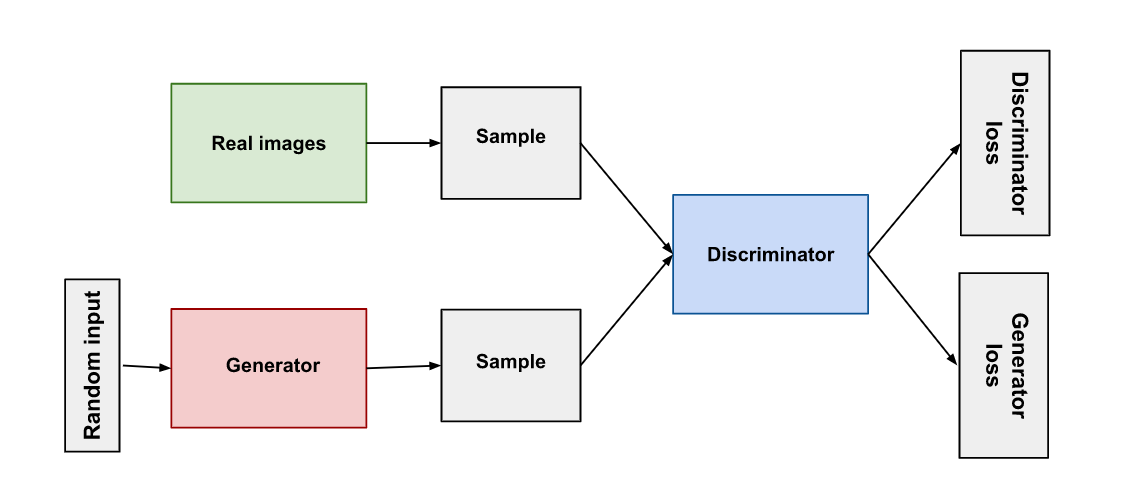 Real images
Sample
Discriminator
loss
Discriminator
Random input
Generator
Sample
Generator
loss